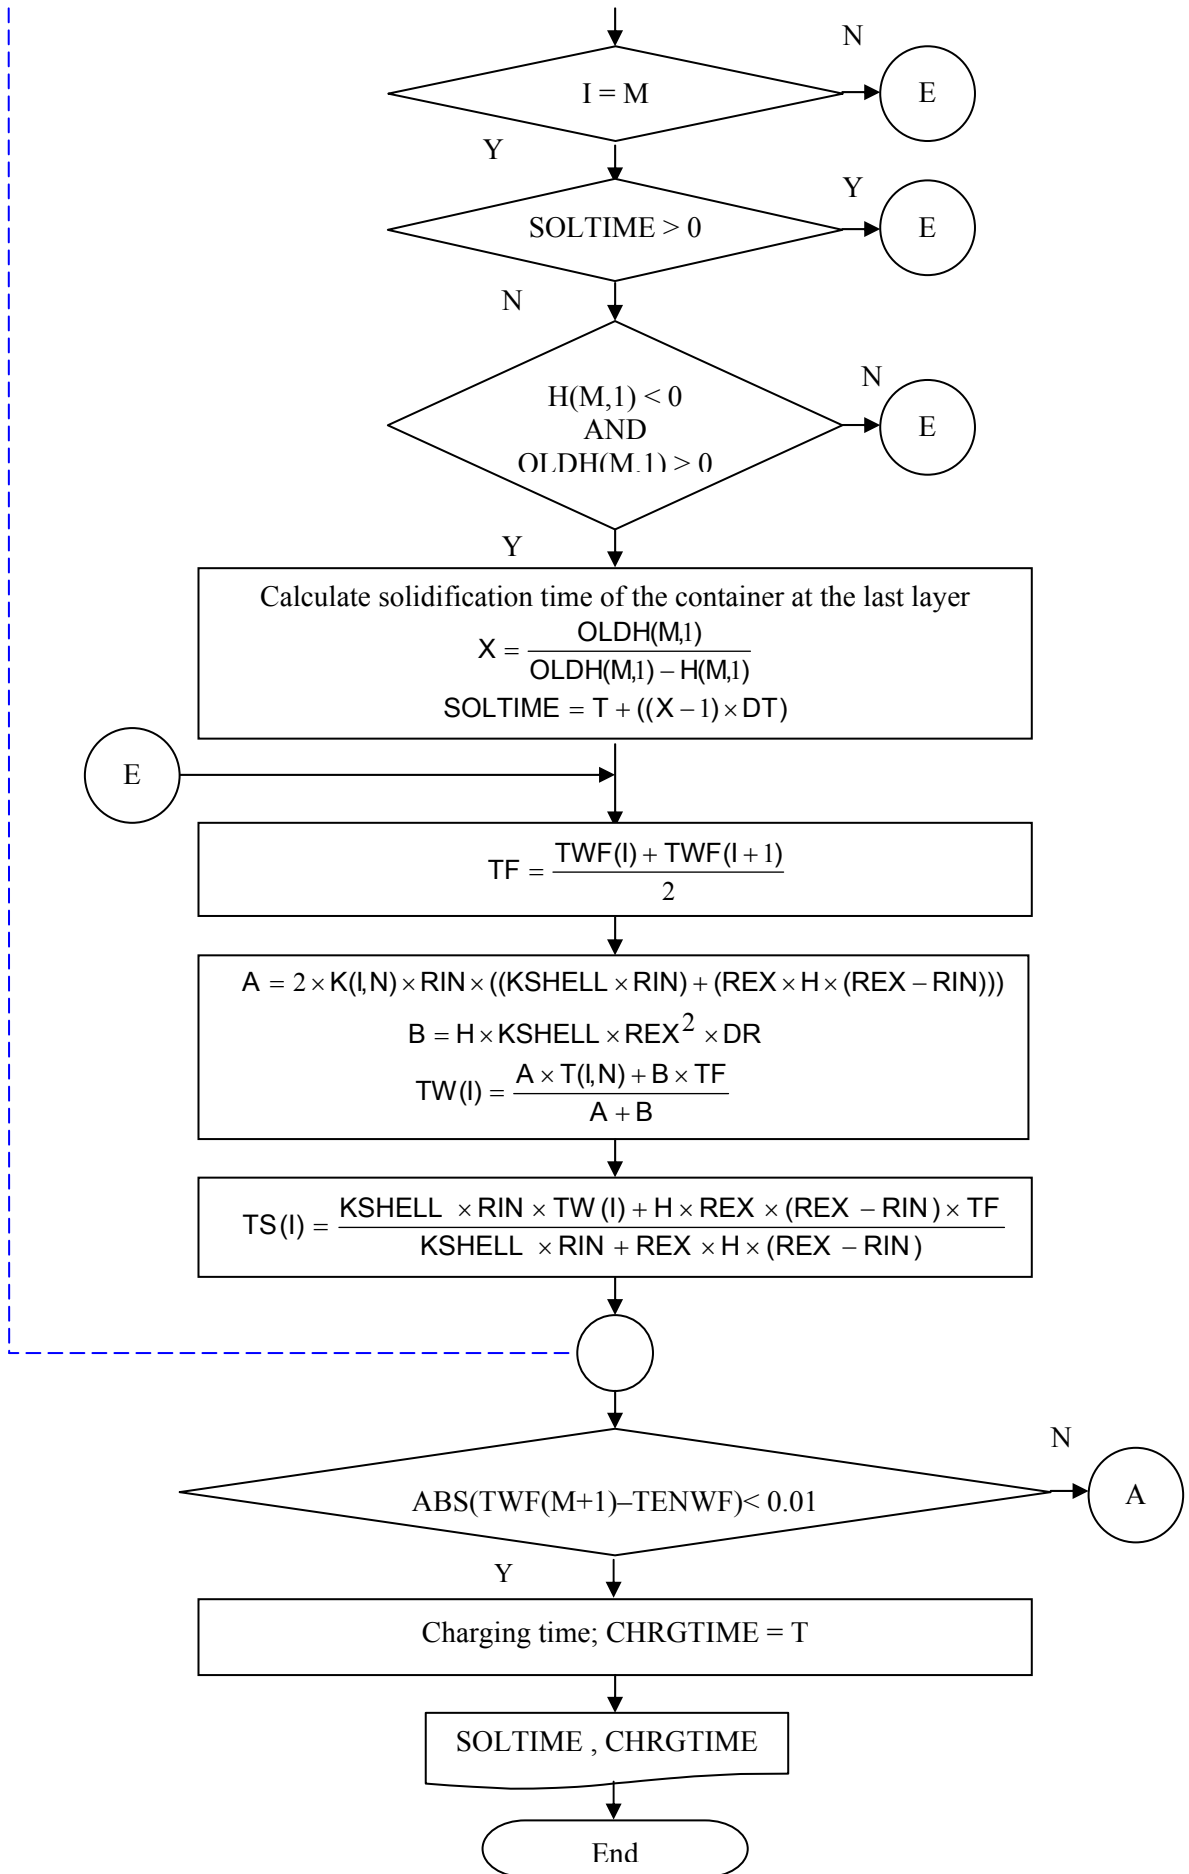 N
I = M
E
Y
Y
SOLTIME > 0
E
N
N
H(M,1) < 0
AND
OLDH(M,1) > 0
E
Y
Calculate solidification time of the container at the last layer
X = OLDH(M,1) / OLDH(M,1) − H(M,1)
SOLTIME = T + ((X − 1) × DT)
E
TF = TWF(I) + TWF(I + 1) / 2
A = 2 × K(I,N) × RIN × ((KSHELL × RIN) + (REX × H × (REX − RIN)))
B = H × KSHELL × REX² × DR
TW(I) = A × T(I,N) + B × TF / A + B
TS(I) = KSHELL × RIN × TW(I) + H × REX × (REX − RIN) × TF / KSHELL × RIN + REX × H × (REX − RIN)
N
ABS(TWF(M+1)–TENWF)< 0.01
A
Y
Charging time; CHRGTIME = T
SOLTIME , CHRGTIME
End